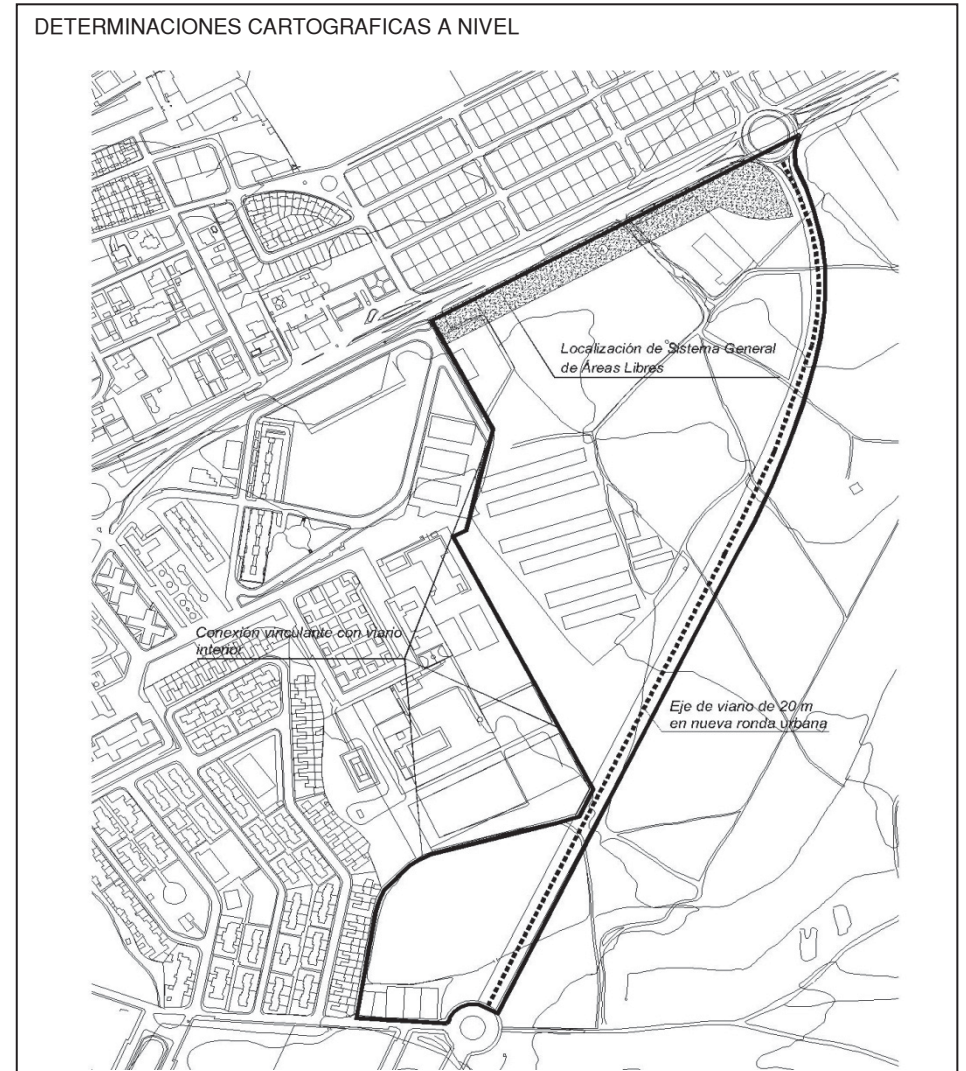 DETERMINACIONES CARTOGRAFICAS A NIVEL
Localización de Sistema General
de Áreas Libres
Conexión vinculante con viario
interior
Eje de viario de 20 m
en nueva ronda urbana